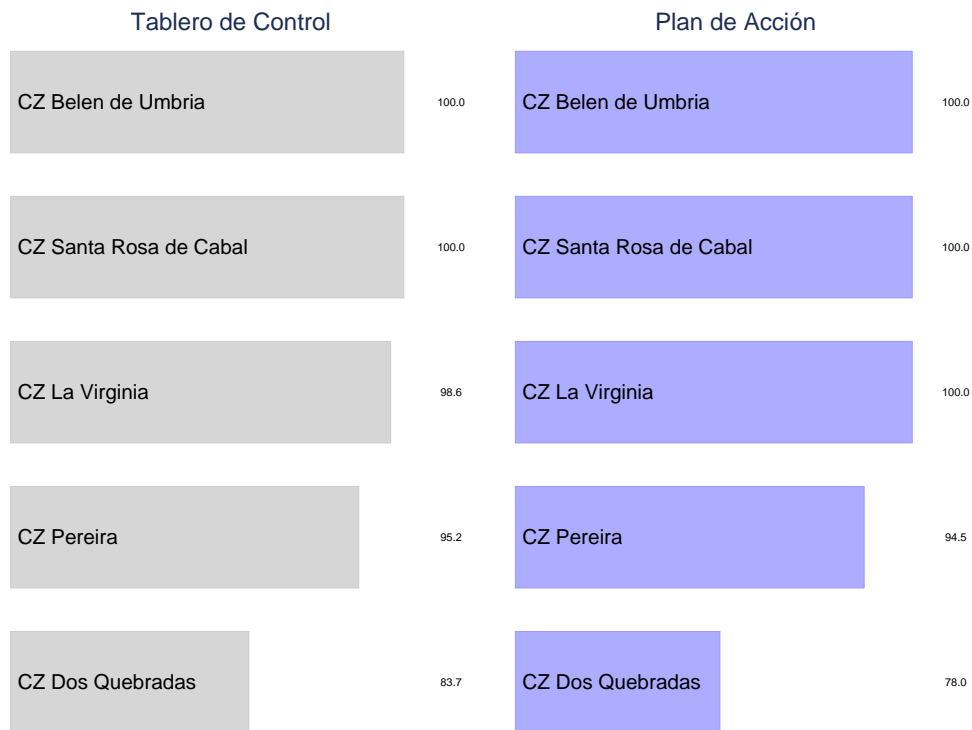 Tablero de Control
CZ Belen de Umbria 100.0
CZ Santa Rosa de Cabal 100.0
CZ La Virginia 98.6
CZ Pereira 95.2
CZ Dos Quebradas 83.7
Plan de Acción
CZ Belen de Umbria 100.0
CZ Santa Rosa de Cabal 100.0
CZ La Virginia 100.0
CZ Pereira 94.5
CZ Dos Quebradas 78.0